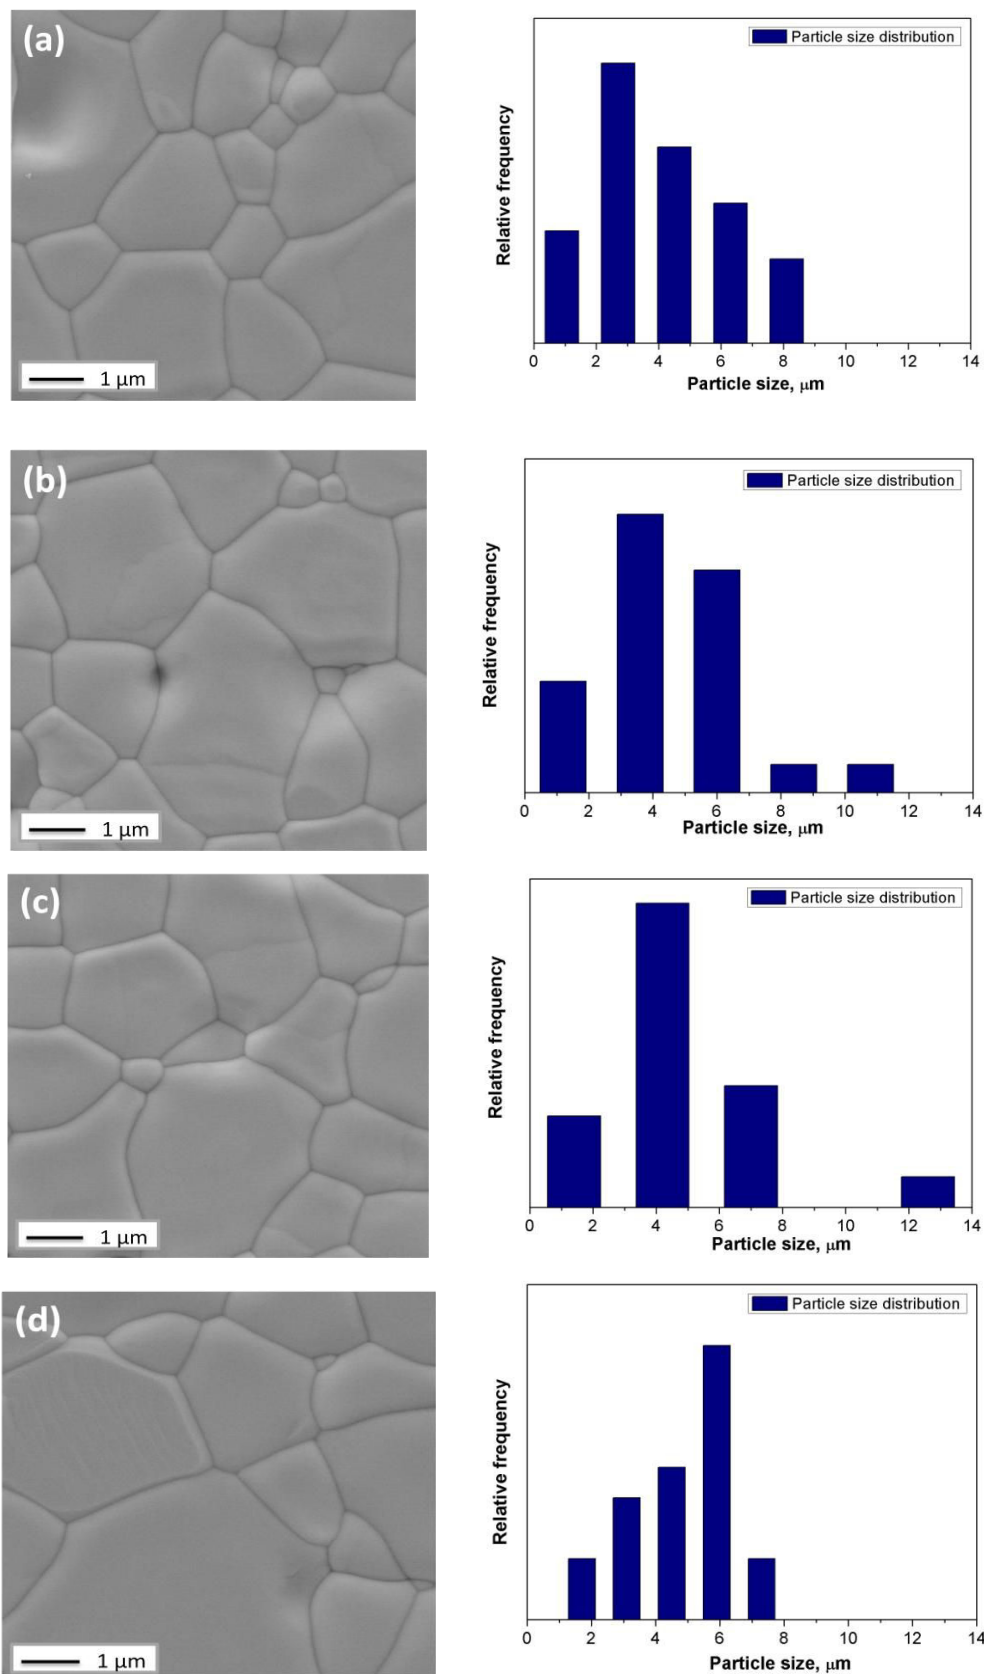 (a)
1 μm
Particle size distribution
Relative frequency
0 2 4 6 8 10 12 14
Particle size, μm
(b)
1 μm
Particle size distribution
Relative frequency
0 2 4 6 8 10 12 14
Particle size, μm
(c)
1 μm
Particle size distribution
Relative frequency
0 2 4 6 8 10 12 14
Particle size, μm
(d)
1 μm
Particle size distribution
Relative frequency
0 2 4 6 8 10 12 14
Particle size, μm